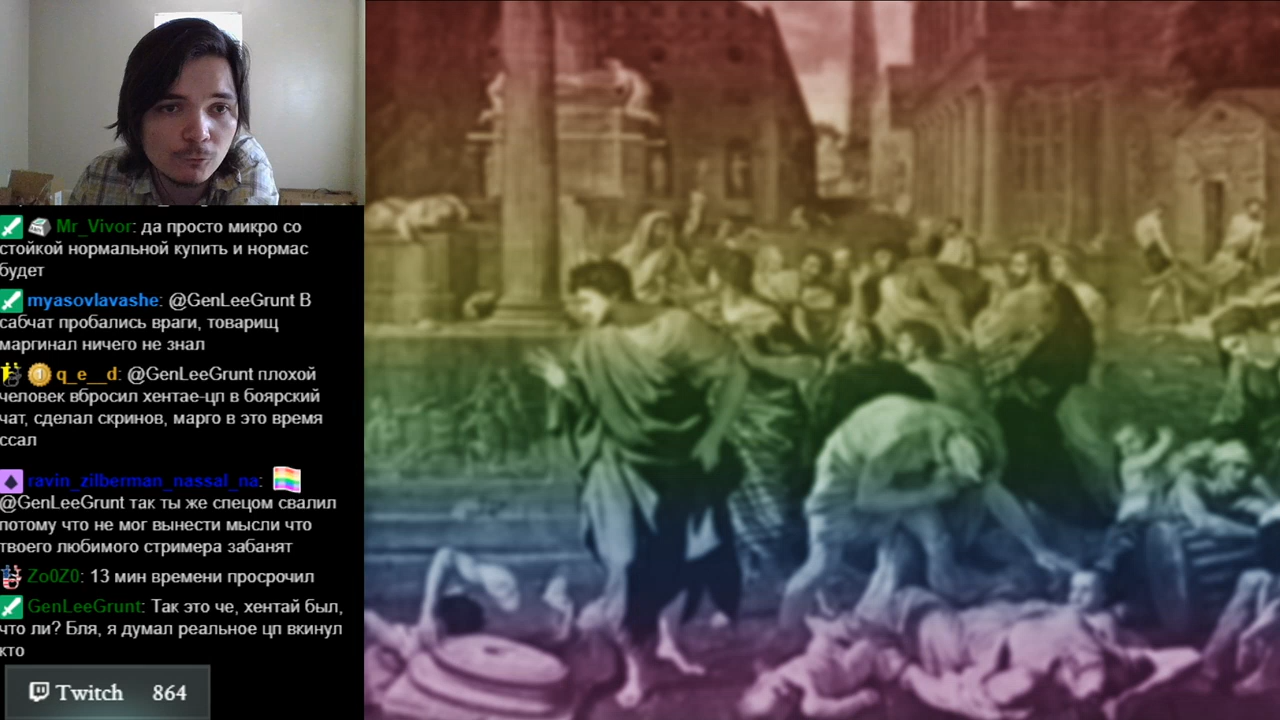 Mr_Vivor: да просто микро со
стойкой нормальной купить и нормас
будет
myasovlavashe: @GenLeeGrunt В
сабчат пробались враги, товарищ
маргинал ничего не знал
q_e__d: @GenLeeGrunt плохой
человек вбросил хентае-цп в боярский
чат, сделал скринов, марго в это время
ссал
ravin_zilberman_nassal_na:
@GenLeeGrunt так ты же спецом свалил
потому что не мог вынести мысли что
твоего любимого стримера забанят
Zo0Z0: 13 мин времени просрочил
GenLeeGrunt: Так это че, хентай был,
что ли? Бля, я думал реальное цп вкинул
кто
Twitch 864